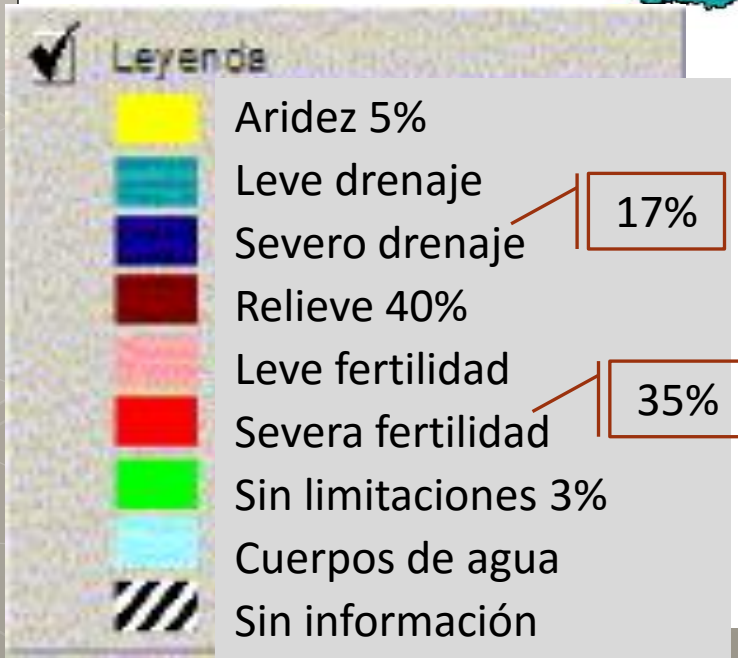 Leyenda
Aridez 5%
Leve drenaje
Severo drenaje
17%
Relieve 40%
Leve fertilidad
Severa fertilidad
35%
Sin limitaciones 3%
Cuerpos de agua
Sin información